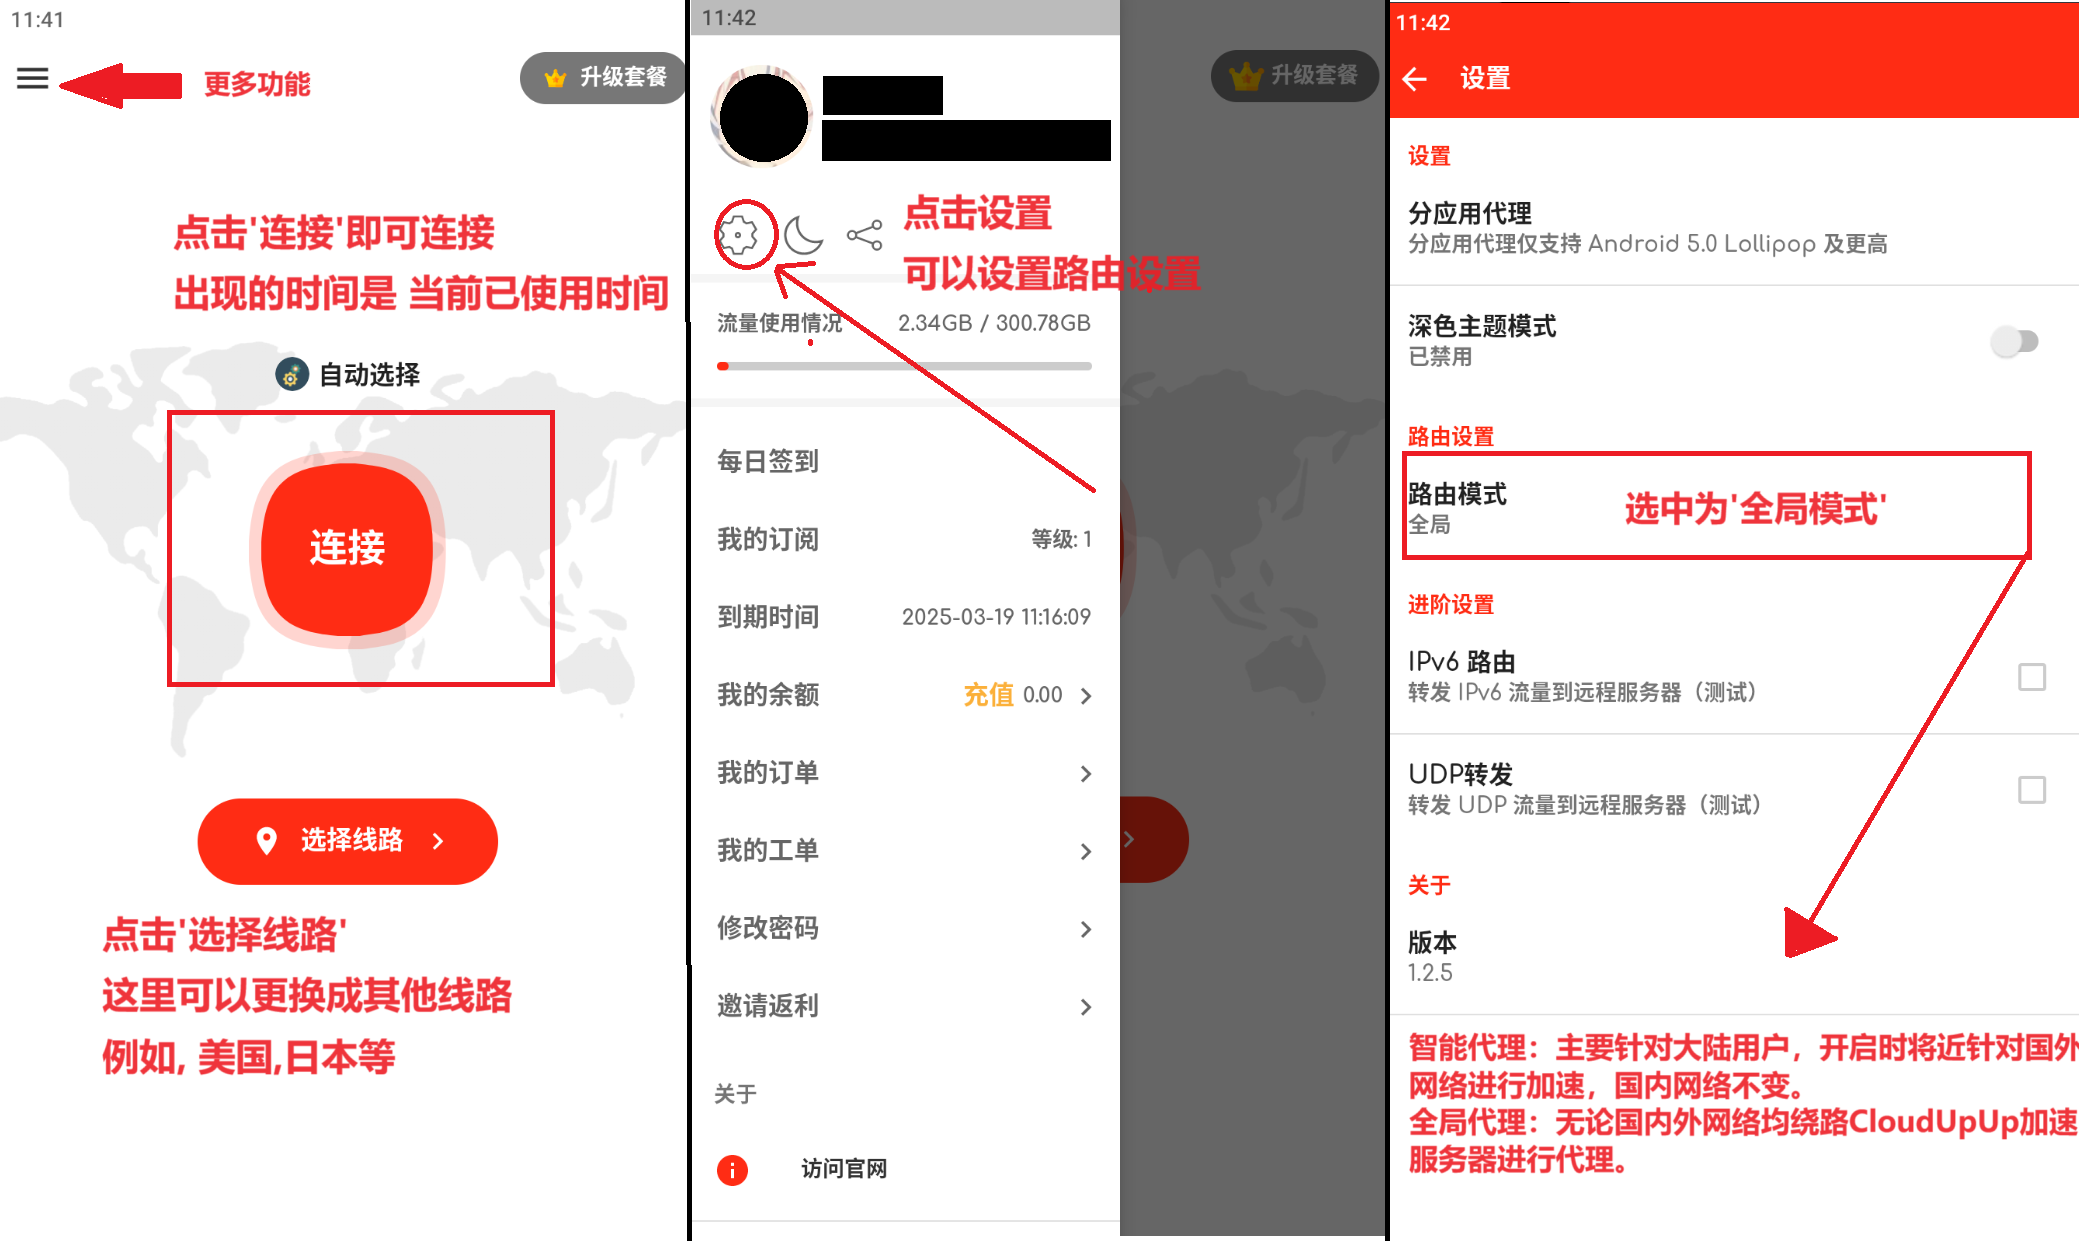 11:41
更多功能
升级套餐
点击'连接'即可连接
出现的时间是 当前已使用时间
自动选择
连接
选择线路
点击'选择线路'
这里可以更换成其他线路
例如, 美国,日本等
11:42
升级套餐
点击设置
可以设置路由设置
流量使用情况
2.34GB / 300.78GB
每日签到
我的订阅
等级: 1
到期时间
2025-03-19 11:16:09
我的余额
充值 0.00
我的订单
我的工单
修改密码
邀请返利
关于
访问官网
11:42
设置
设置
分应用代理
分应用代理仅支持 Android 5.0 Lollipop 及更高
深色主题模式
已禁用
路由设置
路由模式
全局
选中为'全局模式'
进阶设置
IPv6 路由
转发 IPv6 流量到远程服务器（测试）
UDP转发
转发 UDP 流量到远程服务器（测试）
关于
版本
1.2.5
智能代理：主要针对大陆用户，开启时将近针对国外
网络进行加速，国内网络不变。
全局代理：无论国内外网络均绕路CloudUpUp加速
服务器进行代理。